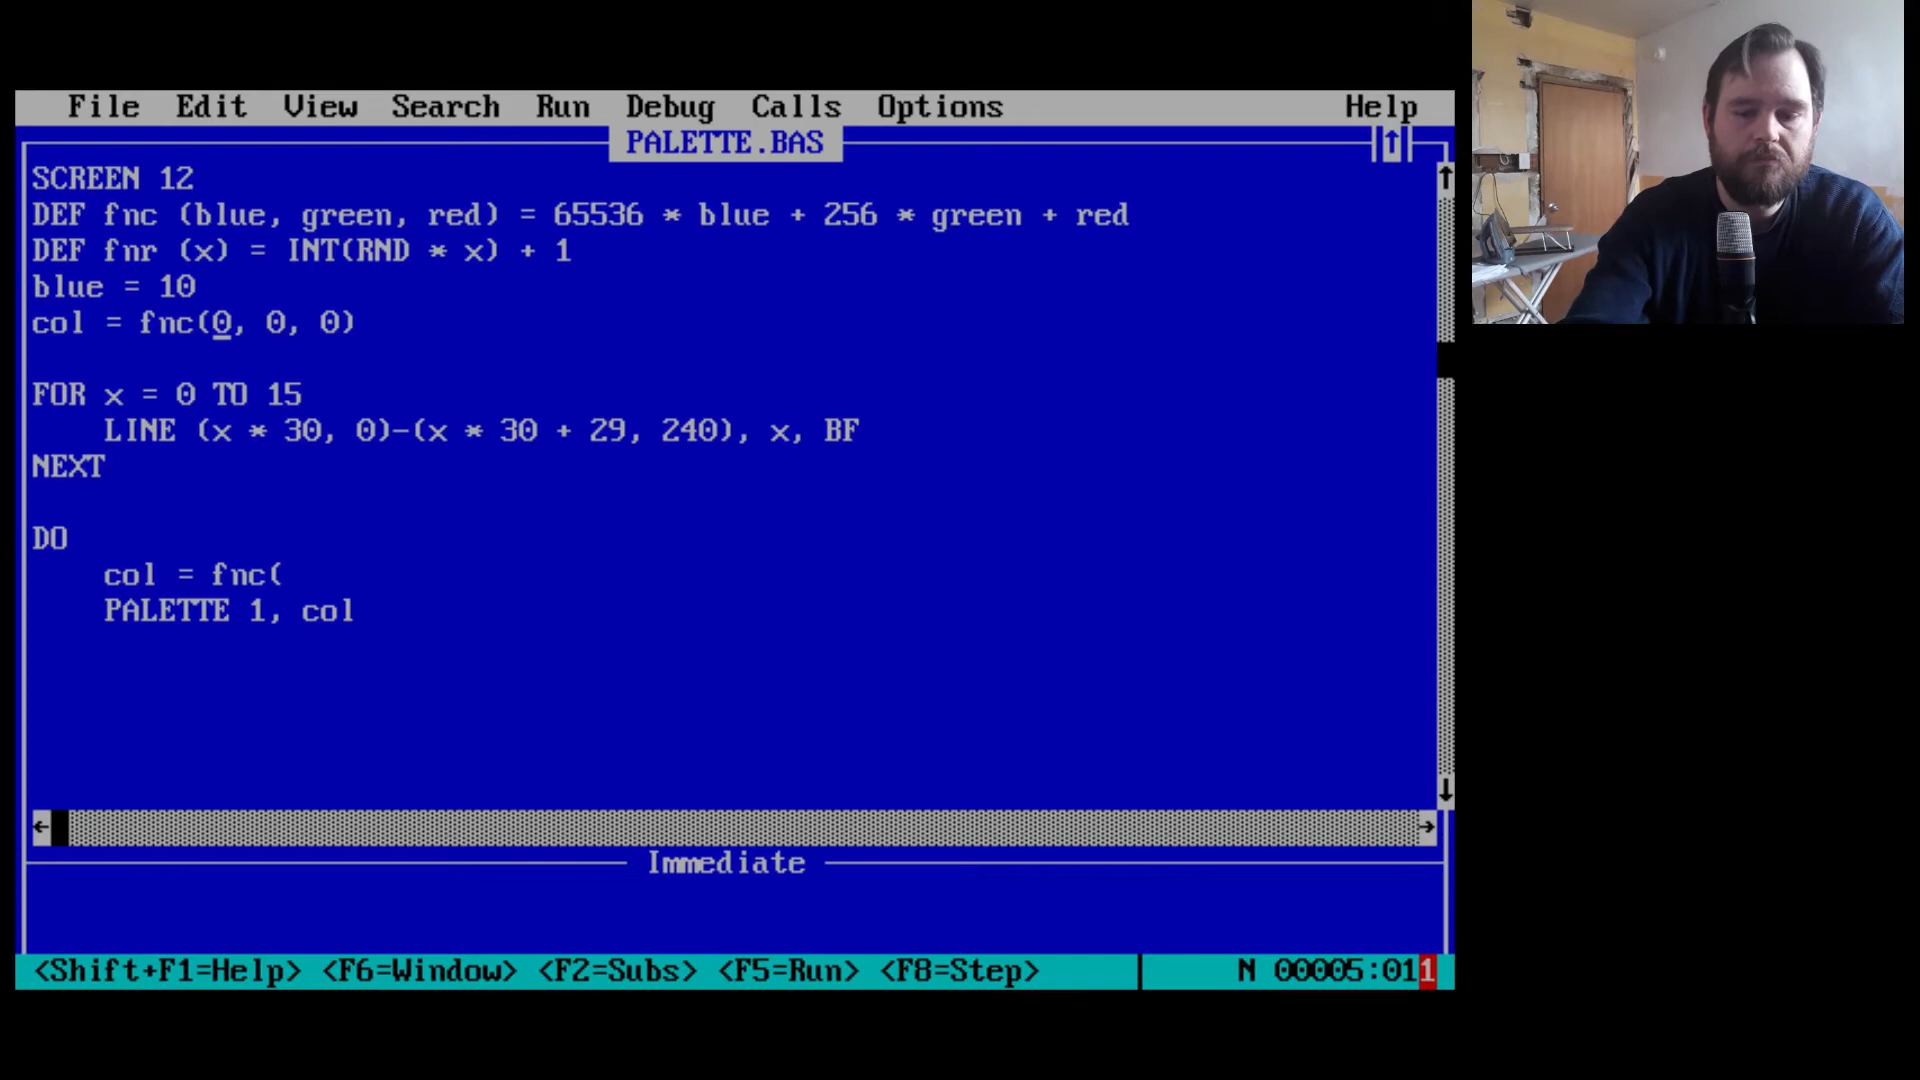 File Edit View Search Run Debug Calls Options Help
PALETTE.BAS
SCREEN 12
DEF fnc (blue, green, red) = 65536 * blue + 256 * green + red
DEF fnr (x) = INT(RND * x) + 1
blue = 10
col = fnc(0, 0, 0)
FOR x = 0 TO 15
LINE (x * 30, 0)-(x * 30 + 29, 240), x, BF
NEXT
DO
col = fnc(
PALETTE 1, col
Immediate
<Shift+F1=Help> <F6=Window> <F2=Subs> <F5=Run> <F8=Step> N 00005:011